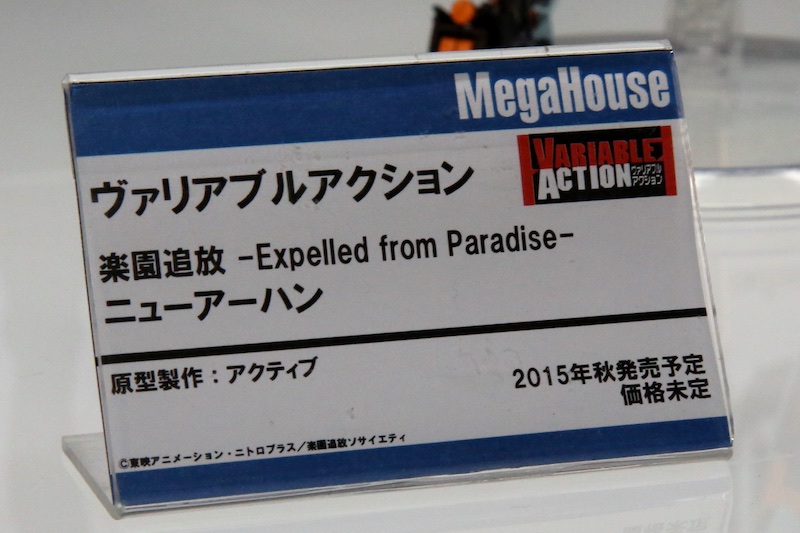 MegaHouse
VARIABLE
ACTION
ヴァリアブル
アクション
ヴァリアブルアクション
楽園追放 -Expelled from Paradise-
ニューアーハン
原型製作：アクティブ
2015年秋発売予定
価格未定
©東映アニメーション・ニトロプラス／楽園追放ソサイエティ